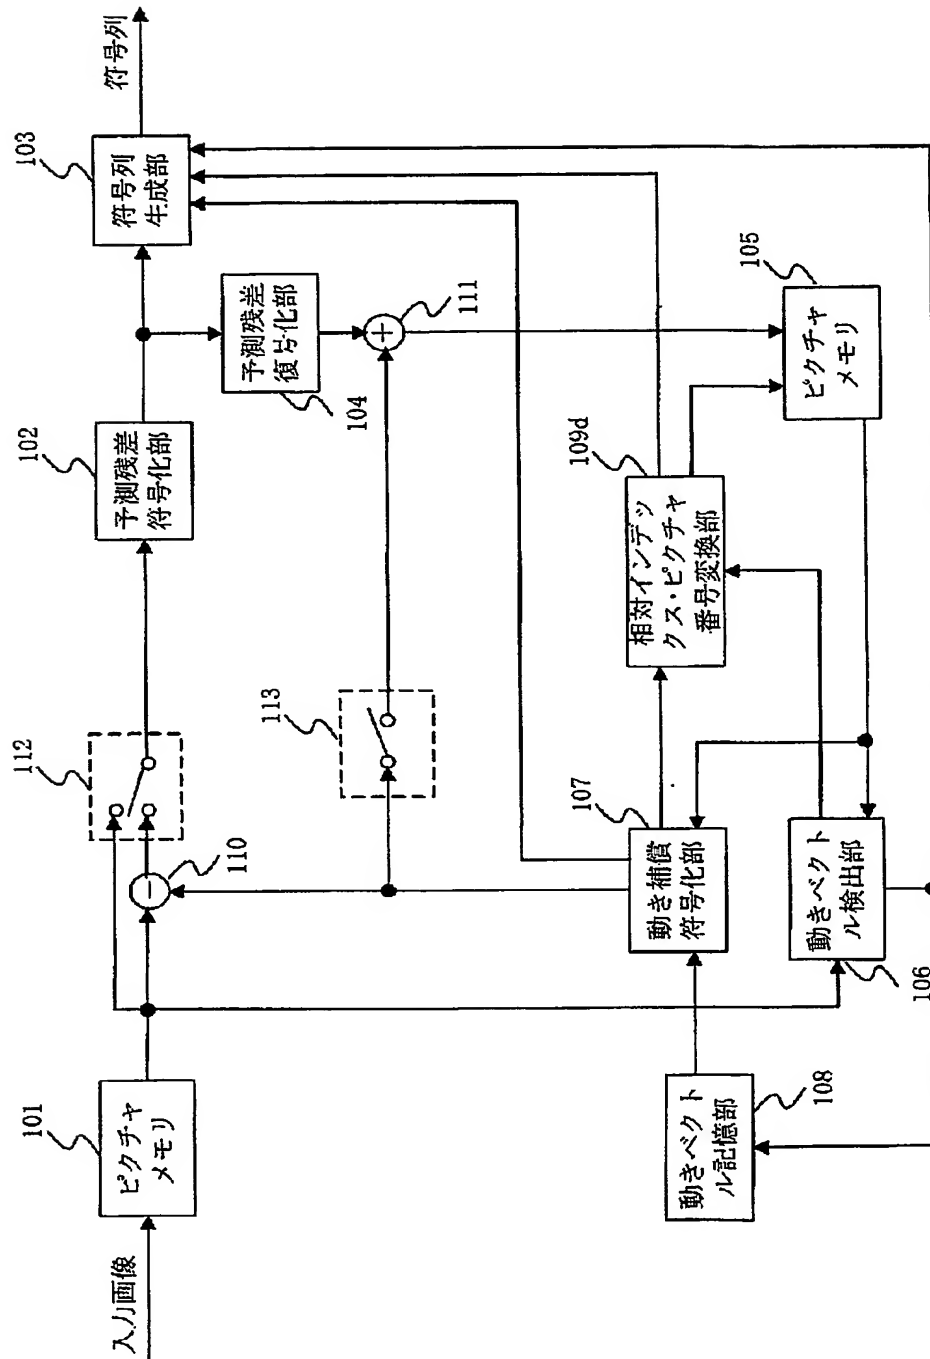 入力画像
101
ピクチャ
メモリ
110
112
102
予測残差
符号化部
103
符号列
生成部
符号列
予測残差
復号化部
104
111
113
動きベクト
ル記憶部
108
107
動き補償
符号化部
109d
相対インデッ
クス・ピクチャ
番号変換部
105
ピクチャ
メモリ
動きベクト
ル検出部
106
－
＋